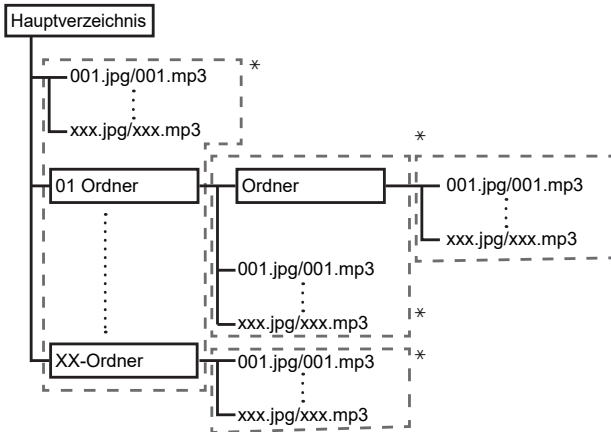 Hauptverzeichnis
*
001.jpg/001.mp3
xxx.jpg/xxx.mp3
*
01 Ordner
Ordner
001.jpg/001.mp3
xxx.jpg/xxx.mp3
001.jpg/001.mp3
xxx.jpg/xxx.mp3
*
XX-Ordner
001.jpg/001.mp3
*
xxx.jpg/xxx.mp3